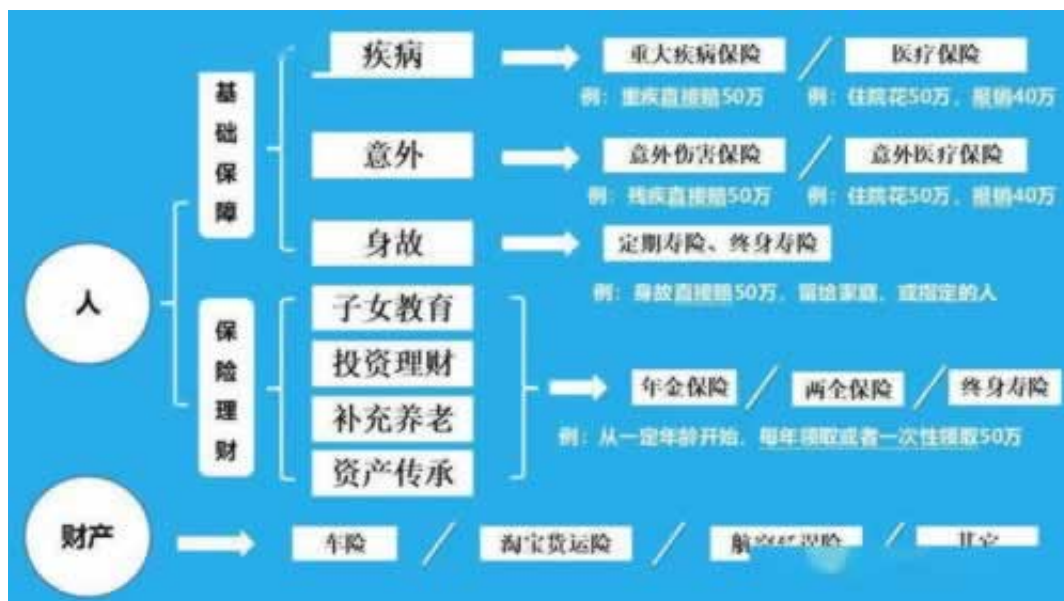 疾病
重大疾病保险
医疗保险
例：重疾直接赔50万
例：住院花50万，报销40万
基础保障
意外
意外伤害保险
意外医疗保险
例：残疾直接赔50万
例：住院花50万，报销40万
身故
定期寿险、终身寿险
例：身故直接赔50万，留给家庭，或指定的人
人
保险理财
子女教育
投资理财
补充养老
资产传承
年金保险
两全保险
终身寿险
例：从一定年龄开始，每年领取或者一次性领取50万
财产
车险
淘宝货运险